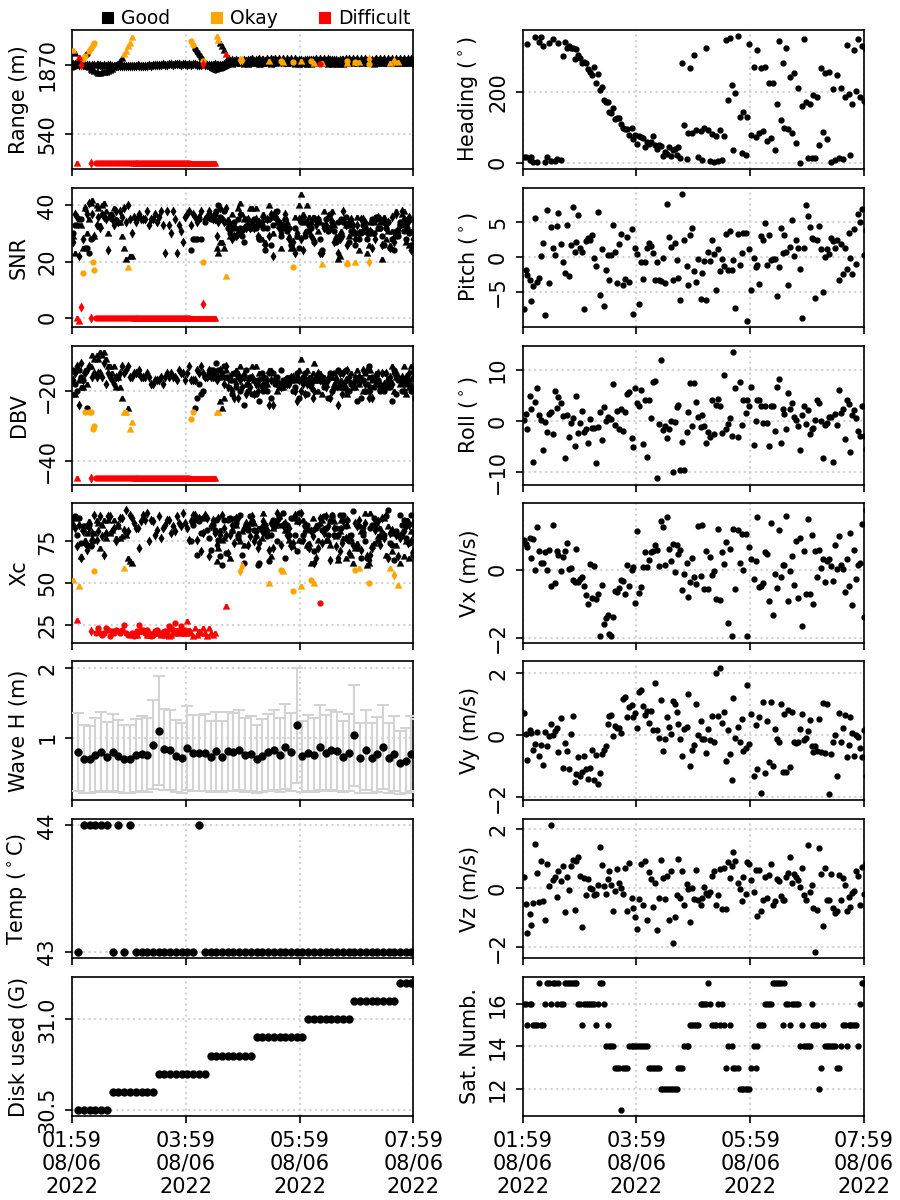 Good Okay Difficult
Range (m)
1870
540
Heading (°)
200
0
SNR
40
20
0
Pitch (°)
5
0
−5
DBV
−20
−40
Roll (°)
10
0
−10
Xc
75
50
25
Vx (m/s)
0
−2
Wave H (m)
2
1
Vy (m/s)
2
0
−2
Temp (°C)
44
43
Vz (m/s)
2
0
−2
Disk used (G)
31.0
30.5
Sat. Numb.
16
14
12
01:59 03:59 05:59 07:59
08/06 08/06 08/06 08/06
2022 2022 2022 2022
01:59 03:59 05:59 07:59
08/06 08/06 08/06 08/06
2022 2022 2022 2022